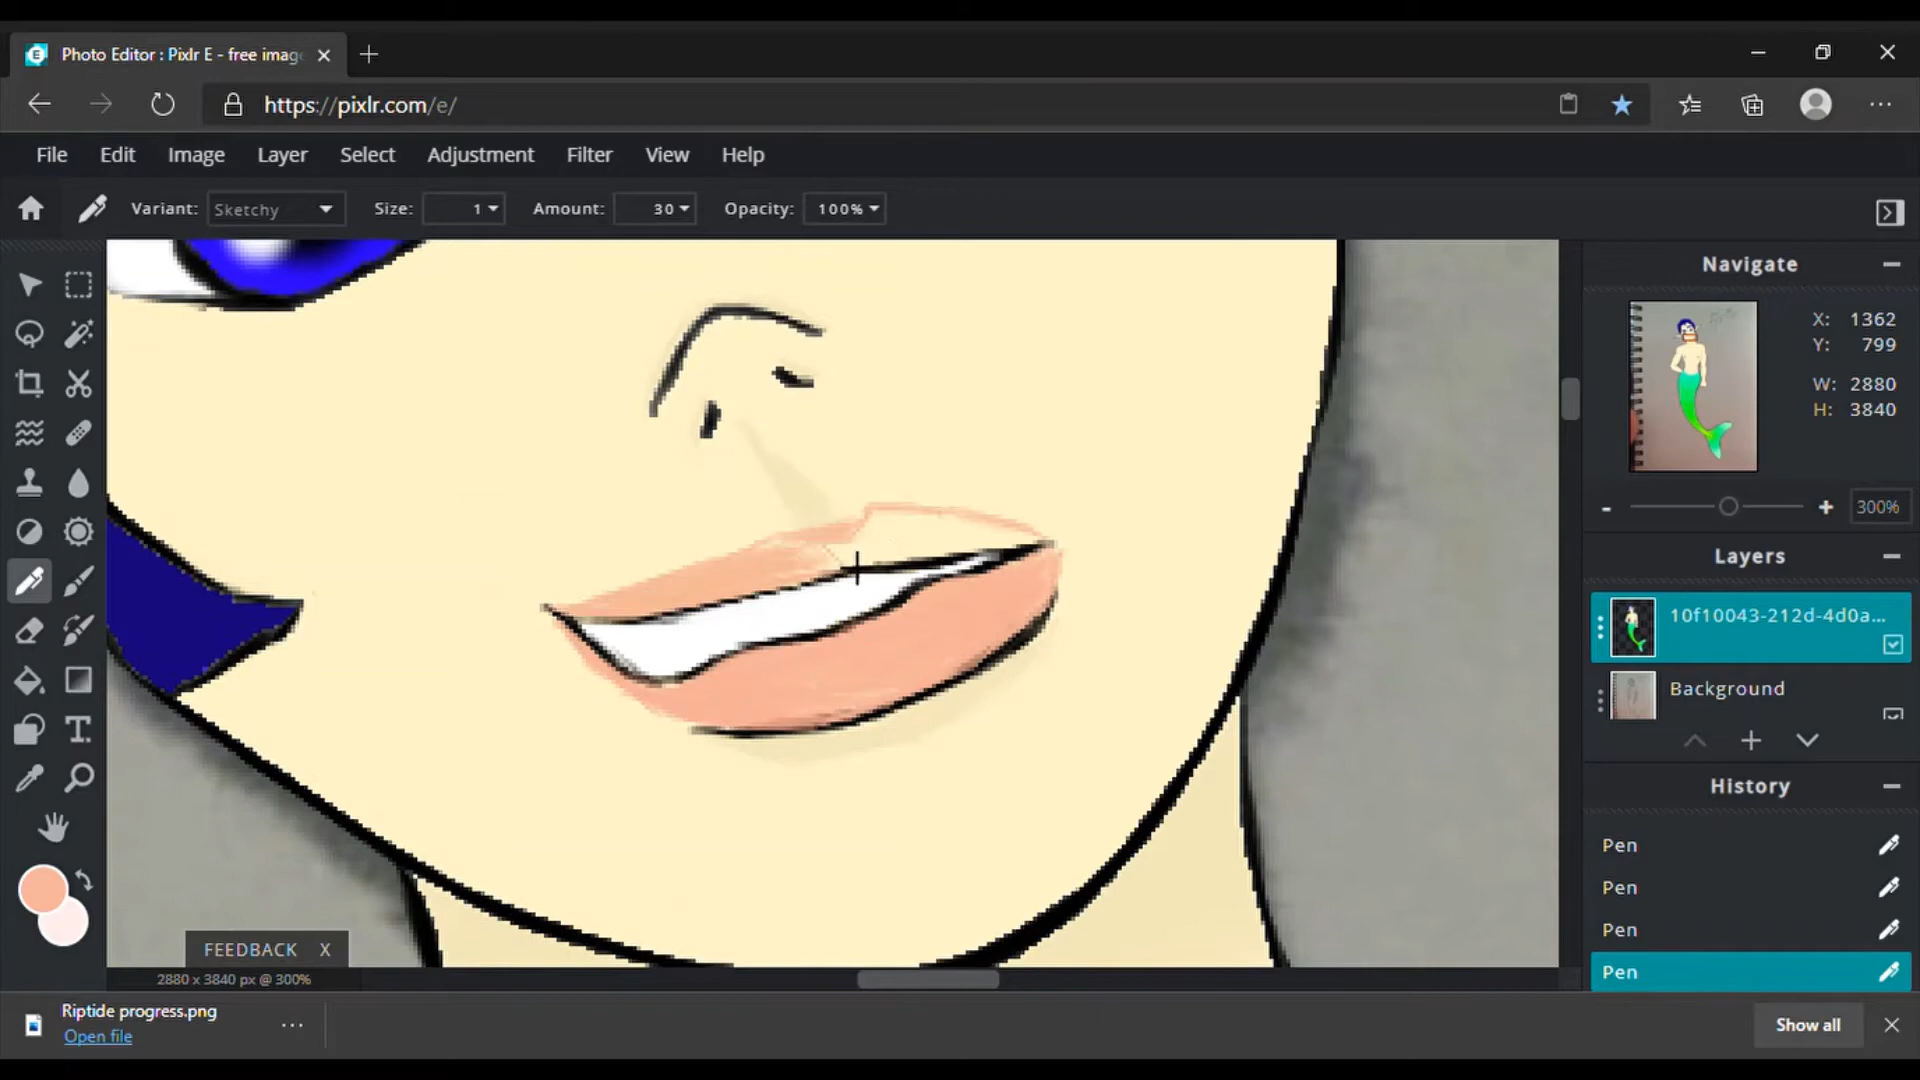 Photo Editor : Pixlr E - free imag
https://pixlr.com/e/
File Edit Image Layer Select Adjustment Filter View Help
Variant: Sketchy Size: 1 Amount: 30 Opacity: 100%
Navigate
X: 1362
Y: 799
W: 2880
H: 3840
- + 300%
Layers
10f10043-212d-4d0a...
Background
History
Pen
Pen
Pen
Pen
FEEDBACK X
2880 x 3840 px @ 300%
Riptide progress.png
Open file
Show all